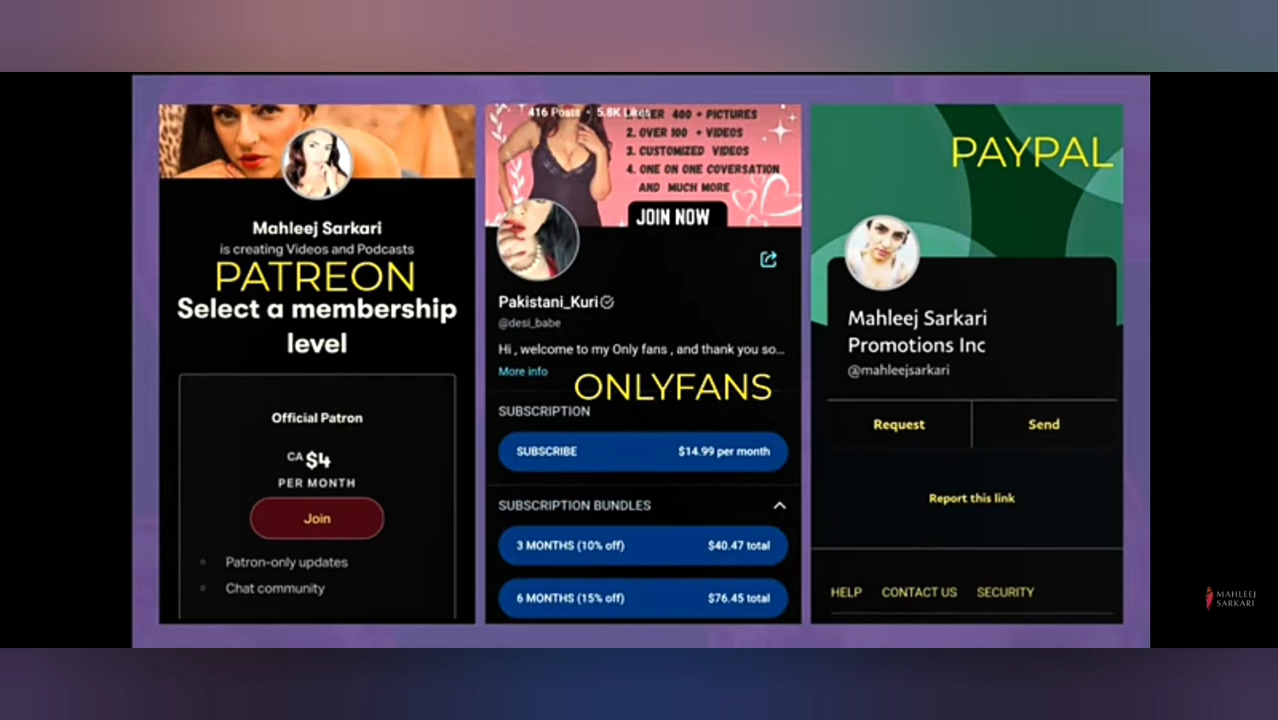 Mahleej Sarkari
is creating Videos and Podcasts
PATREON
Select a membership
level
Official Patron
CA $4
PER MONTH
Join
Patron-only updates
Chat community
416 Posts • 5.8K Likes
1. OVER 400 + PICTURES
2. OVER 100 + VIDEOS
3. CUSTOMIZED VIDEOS
4. ONE ON ONE COVERSATION
AND MUCH MORE
JOIN NOW
Pakistani_Kuri
@desi_babe
Hi , welcome to my Only fans , and thank you so...
More info
ONLYFANS
SUBSCRIPTION
SUBSCRIBE $14.99 per month
SUBSCRIPTION BUNDLES
3 MONTHS (10% off) $40.47 total
6 MONTHS (15% off) $76.45 total
PAYPAL
Mahleej Sarkari
Promotions Inc
@mahleejsarkari
Request Send
Report this link
HELP CONTACT US SECURITY
MAHLEEJ
SARKARI